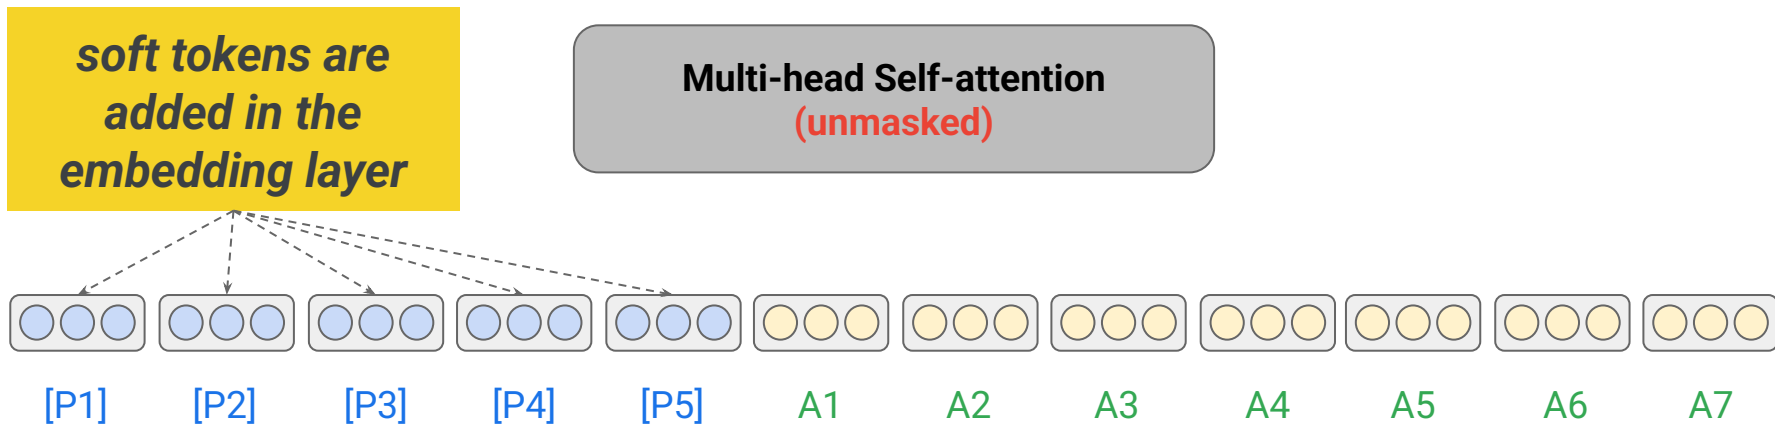 soft tokens are
added in the
embedding layer
Multi-head Self-attention
(unmasked)
[P1] [P2] [P3] [P4] [P5] A1 A2 A3 A4 A5 A6 A7